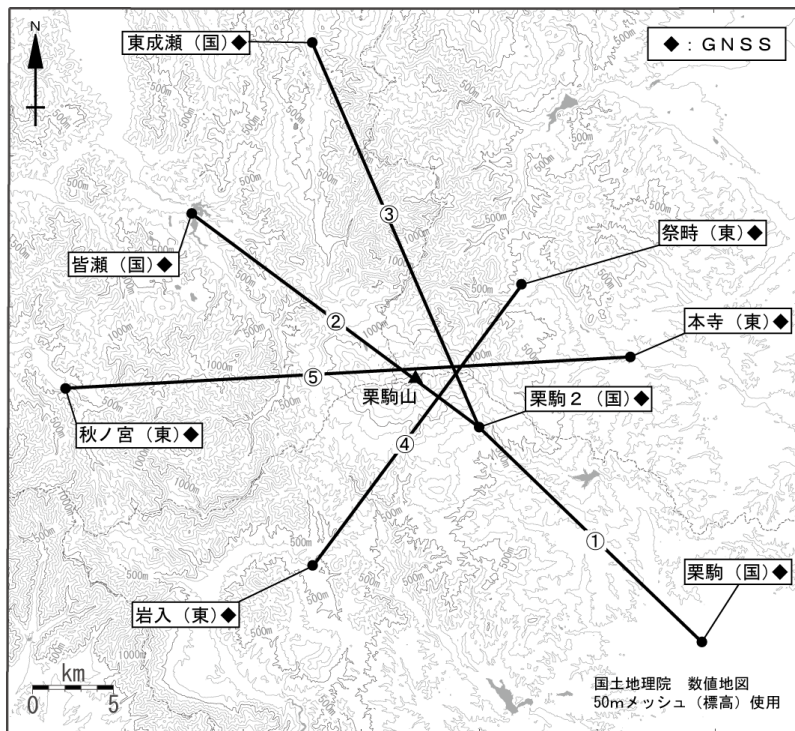 東成瀬（国）◆
◆：ＧＮＳＳ
N
③
祭畤（東）◆
皆瀬（国）◆
②
本寺（東）◆
⑤
栗駒山
栗駒２（国）◆
秋ノ宮（東）◆
④
①
栗駒（国）◆
岩入（東）◆
km
0 5
国土地理院 数値地図
50mメッシュ（標高）使用
500m
1000m